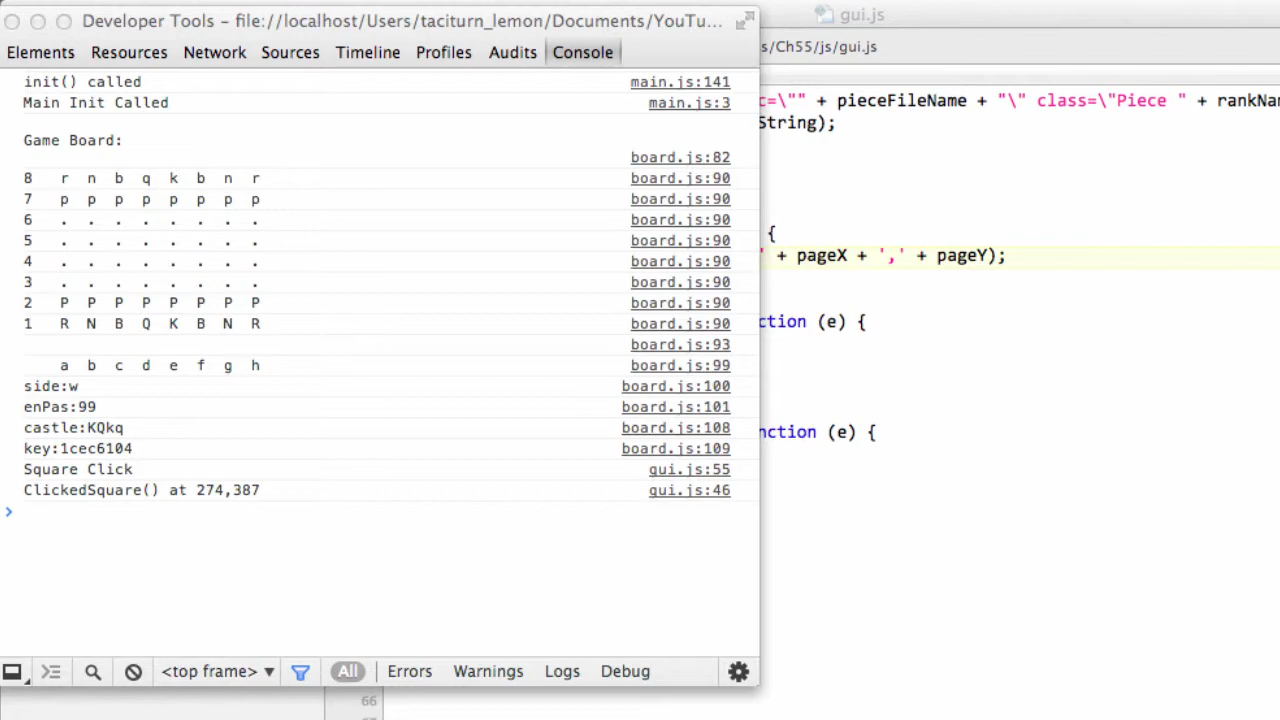 Developer Tools – file://localhost/Users/taciturn_lemon/Documents/YouTu...
gui.js
Elements Resources Network Sources Timeline Profiles Audits Console
s/Ch55/js/gui.js
init() called main.js:141
Main Init Called main.js:3
Game Board:
board.js:82
8 r n b q k b n r board.js:90
7 p p p p p p p p board.js:90
6 . . . . . . . . board.js:90
5 . . . . . . . . board.js:90
4 . . . . . . . . board.js:90
3 . . . . . . . . board.js:90
2 P P P P P P P P board.js:90
1 R N B Q K B N R board.js:90
board.js:93
a b c d e f g h board.js:99
side:w board.js:100
enPas:99 board.js:101
castle:KQkq board.js:108
key:1cec6104 board.js:109
Square Click gui.js:55
ClickedSquare() at 274,387 gui.js:46
>
<top frame> ▼ All Errors Warnings Logs Debug
c=\"" + pieceFileName + "\" class=\"Piece " + rankNa
String);
{
' + pageX + ',' + pageY);
ction (e) {
nction (e) {
66